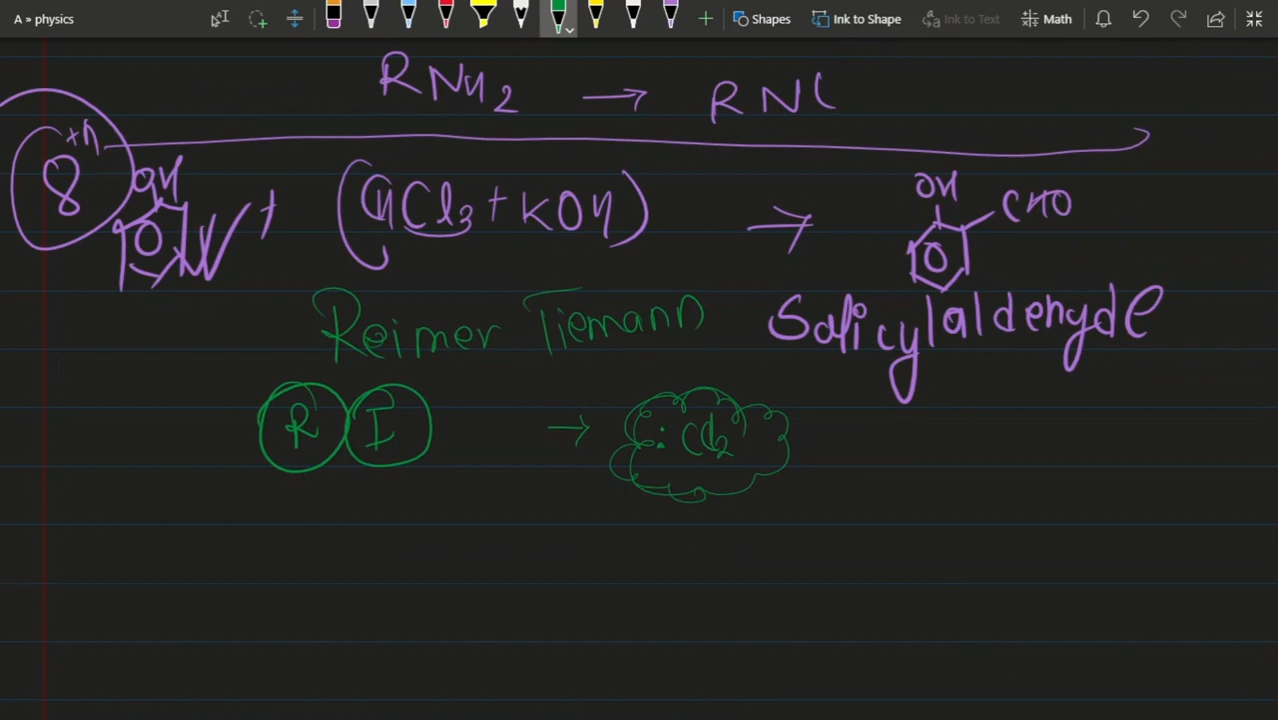 A » physics
Shapes Ink to Shape Ink to Text Math
RNH2 → RNC
8th
OH + (CHCl3 + KOH) → OH CHO
Reimer Tiemann
Salicylaldehyde
R I → : CCl2